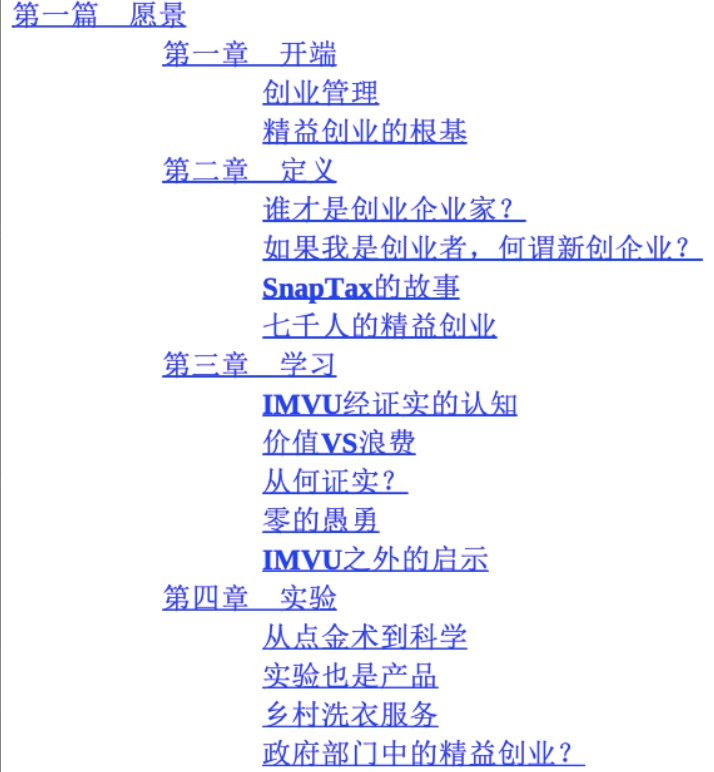 第一篇　愿景
第一章　开端
创业管理
精益创业的根基
第二章　定义
谁才是创业企业家？
如果我是创业者，何谓新创企业？
SnapTax的故事
七千人的精益创业
第三章　学习
IMVU经证实的认知
价值VS浪费
从何证实？
零的愚勇
IMVU之外的启示
第四章　实验
从点金术到科学
实验也是产品
乡村洗衣服务
政府部门中的精益创业？